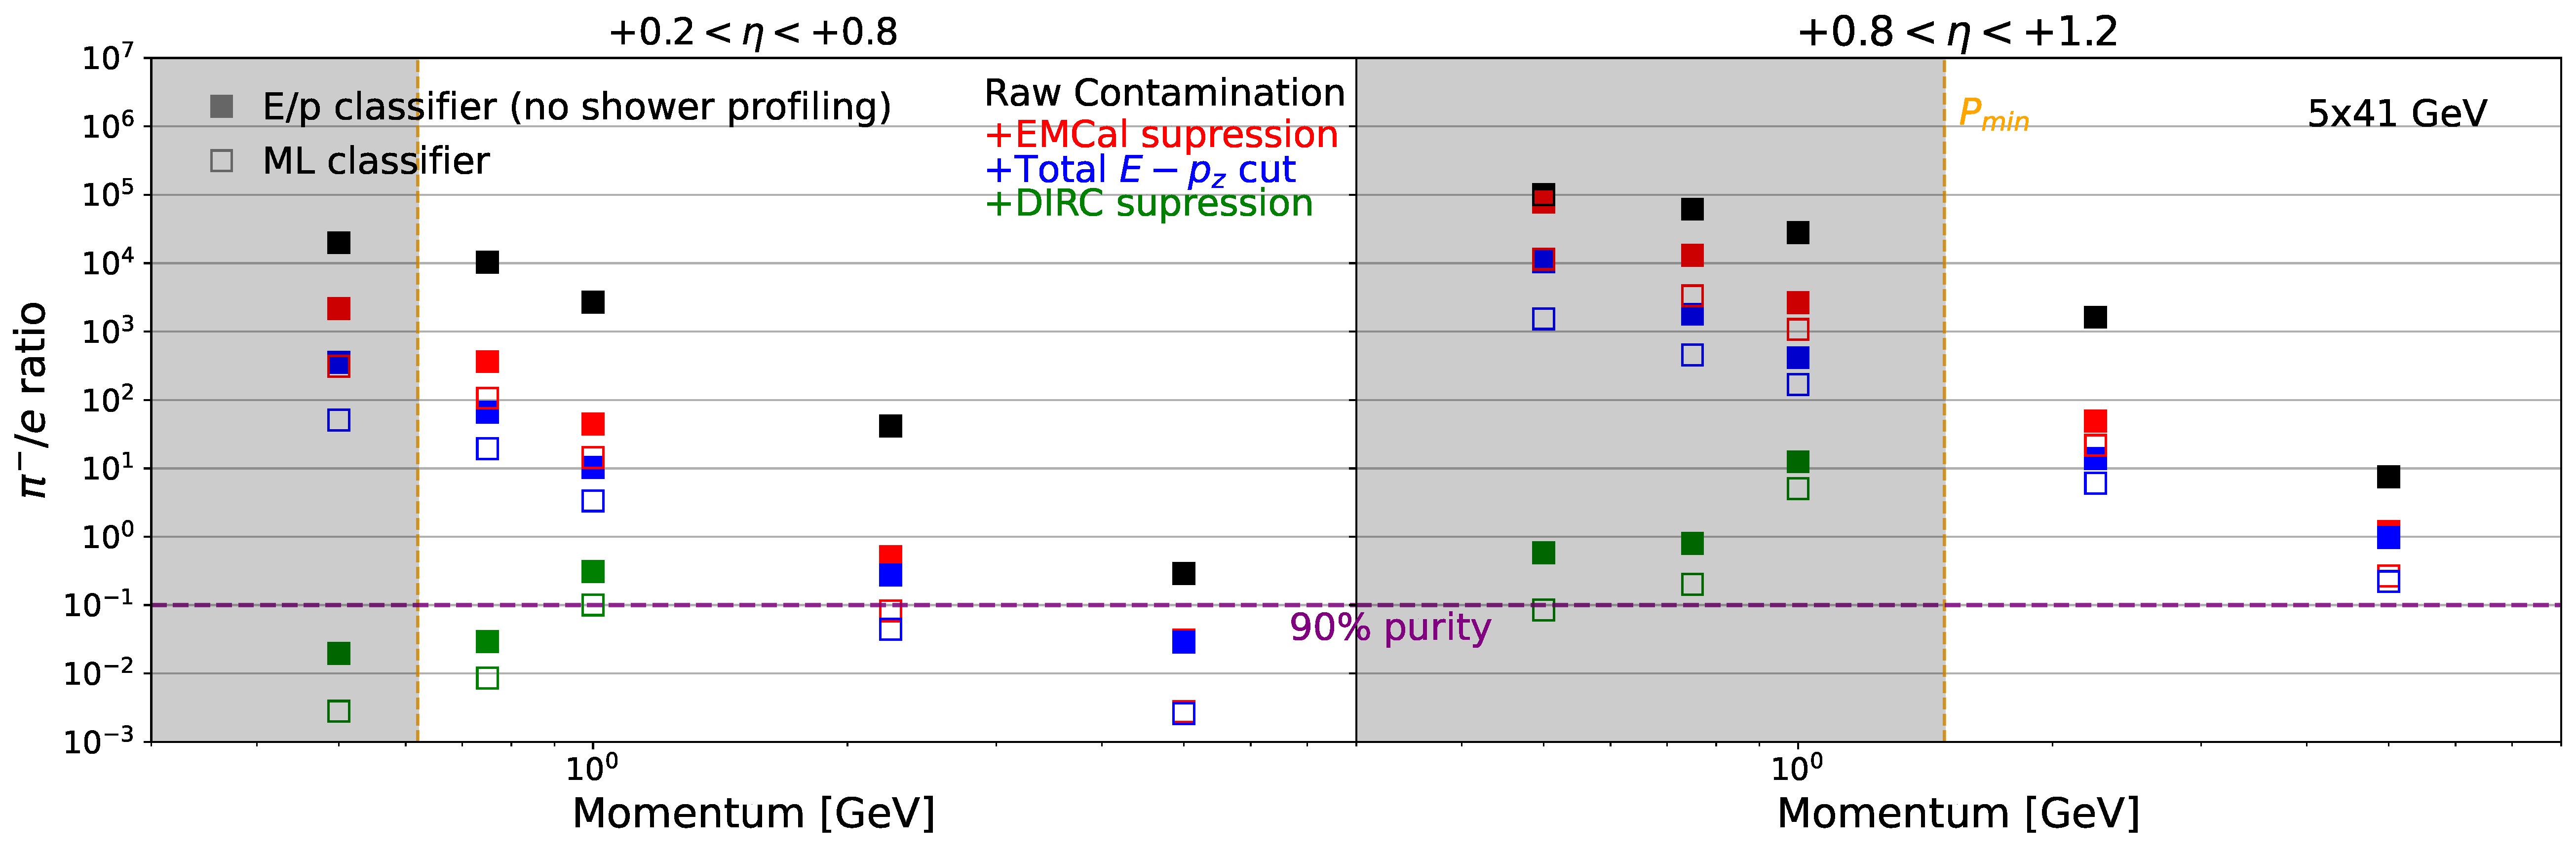 +0.2 < η < +0.8
+0.8 < η < +1.2
10⁷
10⁶
10⁵
10⁴
10³
10²
10¹
10⁰
10⁻¹
10⁻²
10⁻³
π⁻/e ratio
E/p classifier (no shower profiling)
ML classifier
Raw Contamination
+EMCal supression
+Total E − p_z cut
+DIRC supression
P_min
5x41 GeV
90% purity
10⁰
10⁰
Momentum [GeV]
Momentum [GeV]